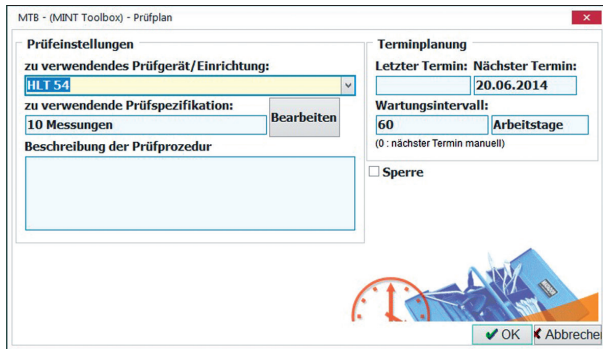 MTB - (MINT Toolbox) - Prüfplan
Prüfeinstellungen
zu verwendendes Prüfgerät/Einrichtung:
HLT 54
zu verwendende Prüfspezifikation:
10 Messungen
Bearbeiten
Beschreibung der Prüfprozedur
Terminplanung
Letzter Termin: Nächster Termin:
20.06.2014
Wartungsintervall:
60 Arbeitstage
(0 : nächster Termin manuell)
Sperre
OK Abbreche